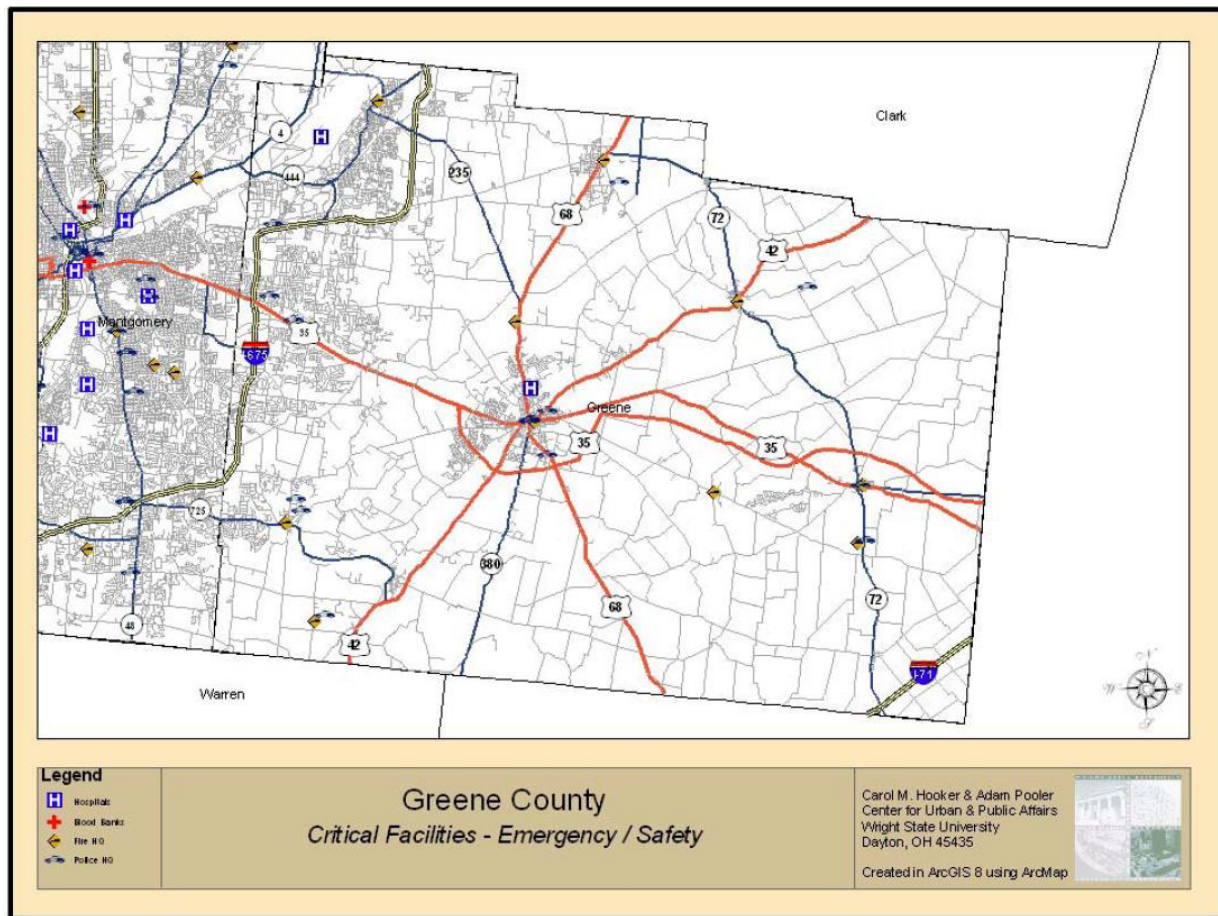 Clark
4
444
235
68
72
42
Montgomery
35
I-675
Greene
35
35
725
380
68
72
48
42
I-71
Warren
N
W
E
S
Legend
Hospitals
Blood Banks
Fire HQ
Police HQ
Greene County
Critical Facilities - Emergency / Safety
Carol M. Hooker & Adam Pooler
Center for Urban & Public Affairs
Wright State University
Dayton, OH 45435
Created in ArcGIS 8 using ArcMap